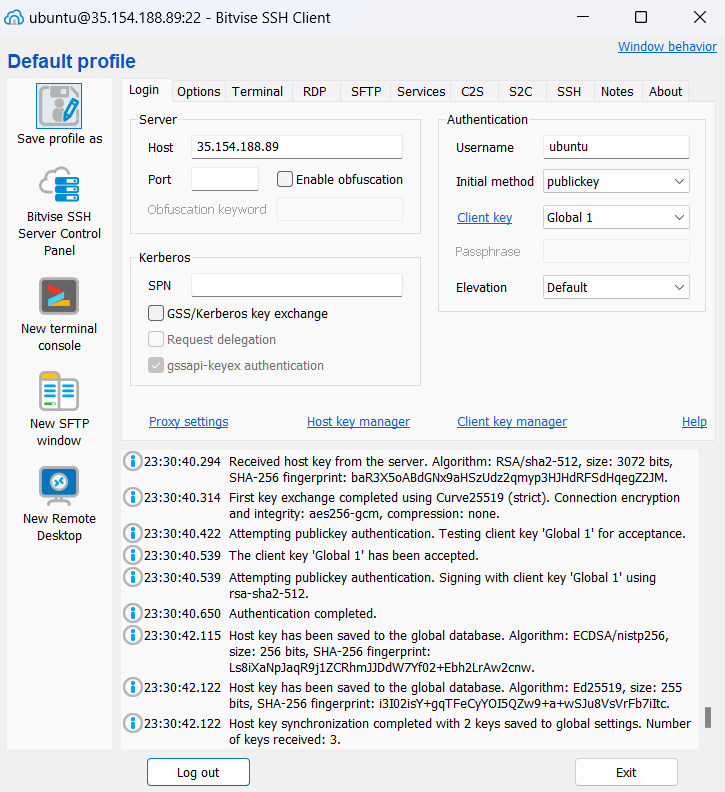 ubuntu@35.154.188.89:22 - Bitvise SSH Client
Window behavior
Default profile
Save profile as
Bitvise SSH
Server Control
Panel
New terminal
console
New SFTP
window
New Remote
Desktop
Login
Options
Terminal
RDP
SFTP
Services
C2S
S2C
SSH
Notes
About
Server
Host
35.154.188.89
Port
Enable obfuscation
Obfuscation keyword
Kerberos
SPN
GSS/Kerberos key exchange
Request delegation
gssapi-keyex authentication
Authentication
Username
ubuntu
Initial method
publickey
Client key
Global 1
Passphrase
Elevation
Default
Proxy settings
Host key manager
Client key manager
Help
23:30:40.294 Received host key from the server. Algorithm: RSA/sha2-512, size: 3072 bits,
SHA-256 fingerprint: baR3X5oABdGNx9aHSzUdz2qmyp3HJHdRFSdHqegZ2JM.
23:30:40.314 First key exchange completed using Curve25519 (strict). Connection encryption
and integrity: aes256-gcm, compression: none.
23:30:40.422 Attempting publickey authentication. Testing client key 'Global 1' for acceptance.
23:30:40.539 The client key 'Global 1' has been accepted.
23:30:40.539 Attempting publickey authentication. Signing with client key 'Global 1' using
rsa-sha2-512.
23:30:40.650 Authentication completed.
23:30:42.115 Host key has been saved to the global database. Algorithm: ECDSA/nistp256,
size: 256 bits, SHA-256 fingerprint:
Ls8iXaNpJaqR9j1ZCRhmJJDdW7Yf02+Ebh2LrAw2cnw.
23:30:42.122 Host key has been saved to the global database. Algorithm: Ed25519, size: 255
bits, SHA-256 fingerprint: i3I02isY+gqTFeCyYOI5QZw9+a+wSJu8VsVrFb7iItc.
23:30:42.122 Host key synchronization completed with 2 keys saved to global settings. Number
of keys received: 3.
Log out
Exit